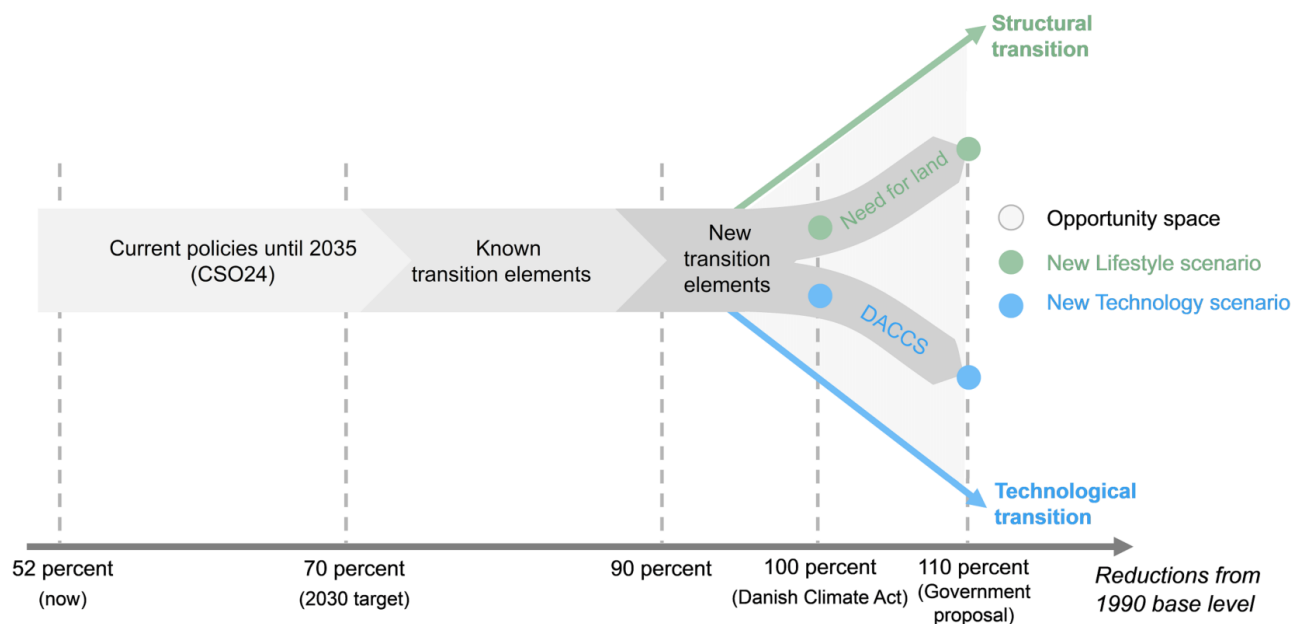 Structural
transition
Need for land
Current policies until 2035
(CSO24)
Known
transition elements
New
transition
elements
DACCS
Opportunity space
New Lifestyle scenario
New Technology scenario
Technological
transition
52 percent
(now)
70 percent
(2030 target)
90 percent
100 percent
(Danish Climate Act)
110 percent
(Government
proposal)
Reductions from
1990 base level